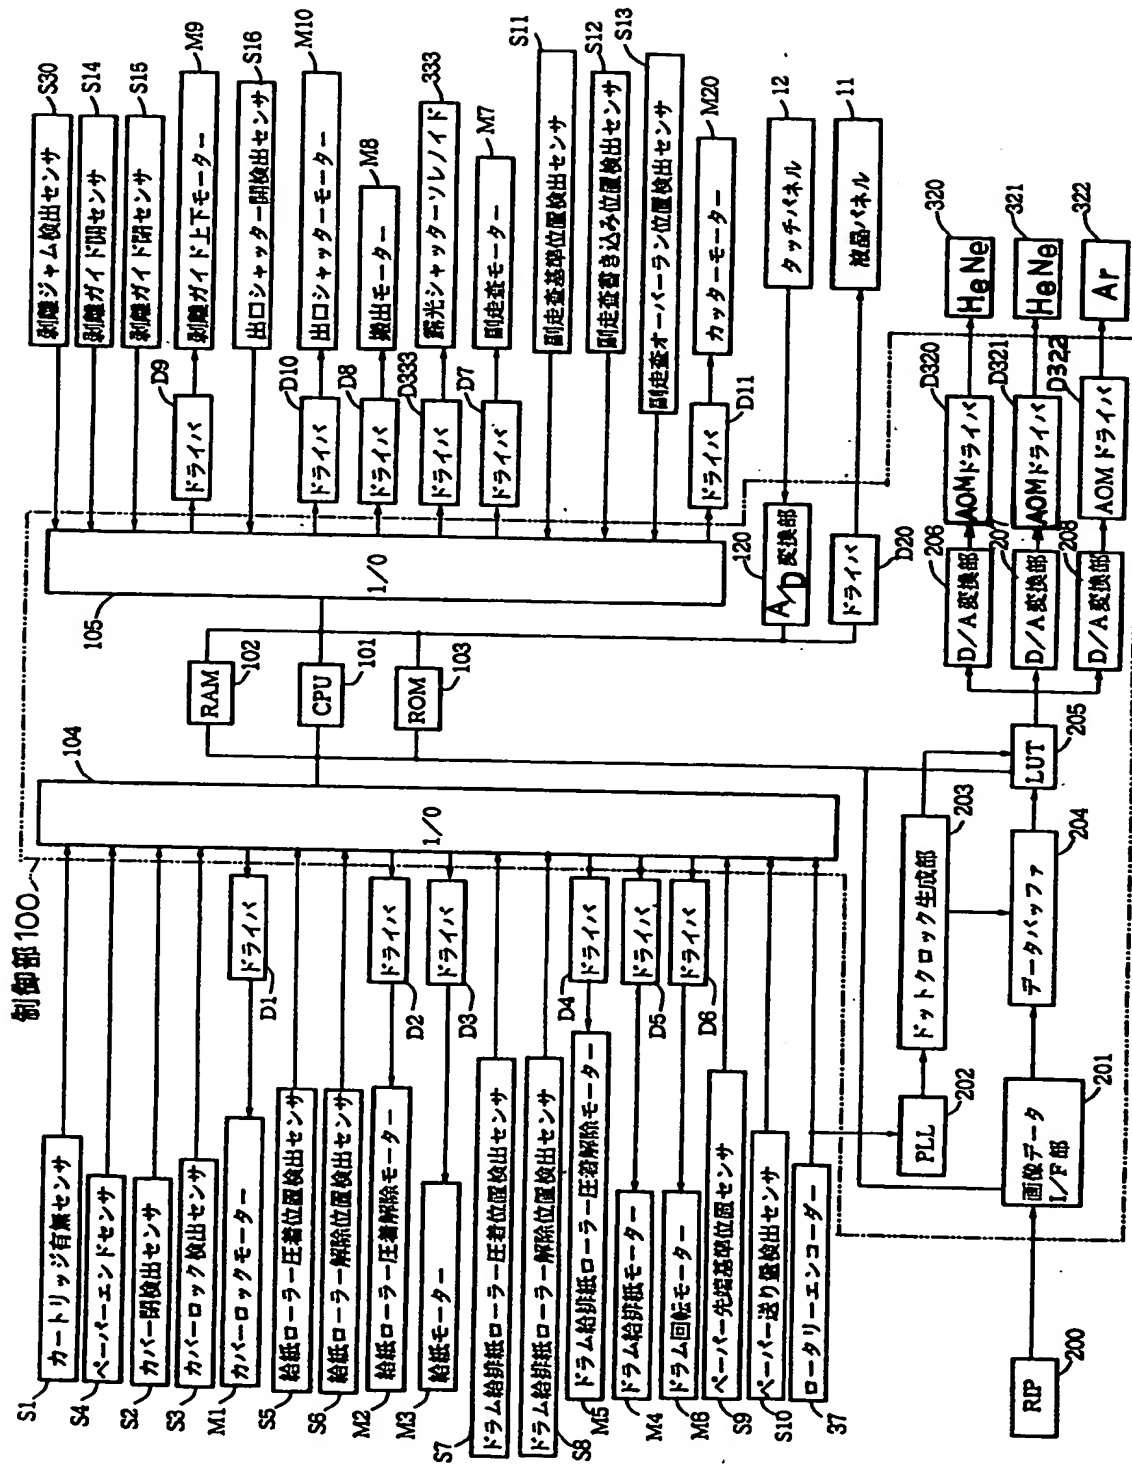 制御部100
S1
カートリッジ有無センサ
S4
ペーパーエンドセンサ
S2
カバー閉検出センサ
S3
カバーロック検出センサ
M1
カバーロックモーター
ドライバ
D1
S5
給紙ローラー圧着位置検出センサ
S6
給紙ローラー解除位置検出センサ
M2
給紙ローラー圧着解除モーター
ドライバ
D2
M3
給紙モーター
ドライバ
D3
S7
ドラム給排紙ローラー圧着位置検出センサ
S8
ドラム給排紙ローラー解除位置検出センサ
M5
ドラム給排紙ローラー圧着解除モーター
D4
ドライバ
M4
ドラム給排紙モーター
ドライバ
D5
M6
ドラム回転モーター
ドライバ
D6
S9
ペーパー先端基準位置センサ
S10
ペーパー送り量検出センサ
37
ロータリーエンコーダー
I/O
104
RAM
102
CPU
101
ROM
103
I/O
105
剥離ジャム検出センサ
S30
剥離ガイド開センサ
S14
剥離ガイド閉センサ
S15
ドライバ
D9
剥離ガイド上下モーター
M9
出口シャッター開検出センサ
S16
ドライバ
D10
出口シャッターモーター
M10
ドライバ
D8
搬出モーター
M8
ドライバ
D333
露光シャッターソレノイド
333
ドライバ
D7
副走査モーター
M7
副走査基準位置検出センサ
S11
副走査書き込み位置検出センサ
S12
副走査オーバーラン位置検出センサ
S13
ドライバ
D11
カッターモーター
M20
120
A/D変換部
タッチパネル
12
ドライバ
D20
液晶パネル
11
RIP
200
画像データ
I/F部
201
PLL
202
ドットクロック生成部
203
データバッファ
204
LUT
205
D/A変換部
206
AOMドライバ
D320
HeNe
320
D/A変換部
207
AOMドライバ
D321
HeNe
321
D/A変換部
208
AOMドライバ
D322
Ar
322